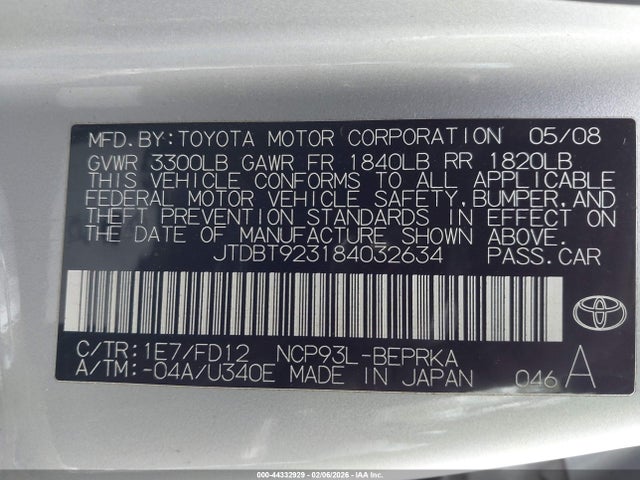 MFD.BY:TOYOTA MOTOR CORPORATION 05/08
GVWR 3300LB GAWR FR 1840LB RR 1820LB
THIS VEHICLE CONFORMS TO ALL APPLICABLE
FEDERAL MOTOR VEHICLE SAFETY,BUMPER,AND
THEFT PREVENTION STANDARDS IN EFFECT ON
THE DATE OF MANUFACTURE SHOWN ABOVE.
JTDBT923184032634 PASS.CAR
C/TR:1E7/FD12 NCP93L-BEPRKA
A/TM:-04A/U340E MADE IN JAPAN 046 A
000-44332929 - 02/06/2026 - IAA Inc.